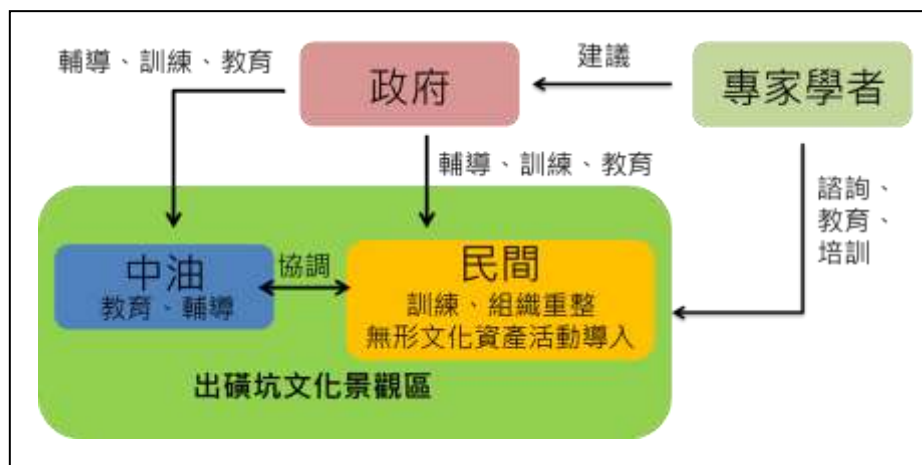 輔導、訓練、教育
政府
建議
專家學者
輔導、訓練、教育
諮詢、
教育、
培訓
中油
教育、輔導
協調
民間
訓練、組織重整
無形文化資產活動導入
出磺坑文化景觀區